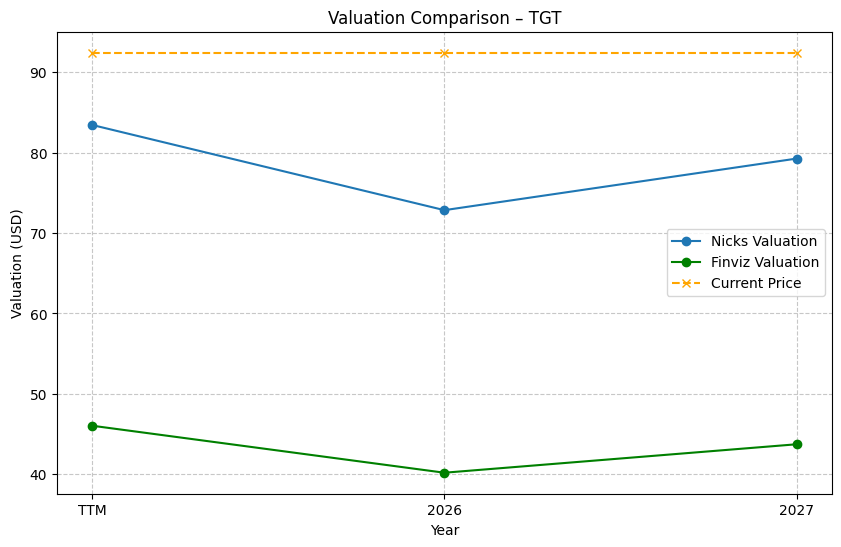 Valuation Comparison – TGT
Valuation (USD)
90
80
70
60
50
40
Nicks Valuation
Finviz Valuation
Current Price
TTM
2026
2027
Year